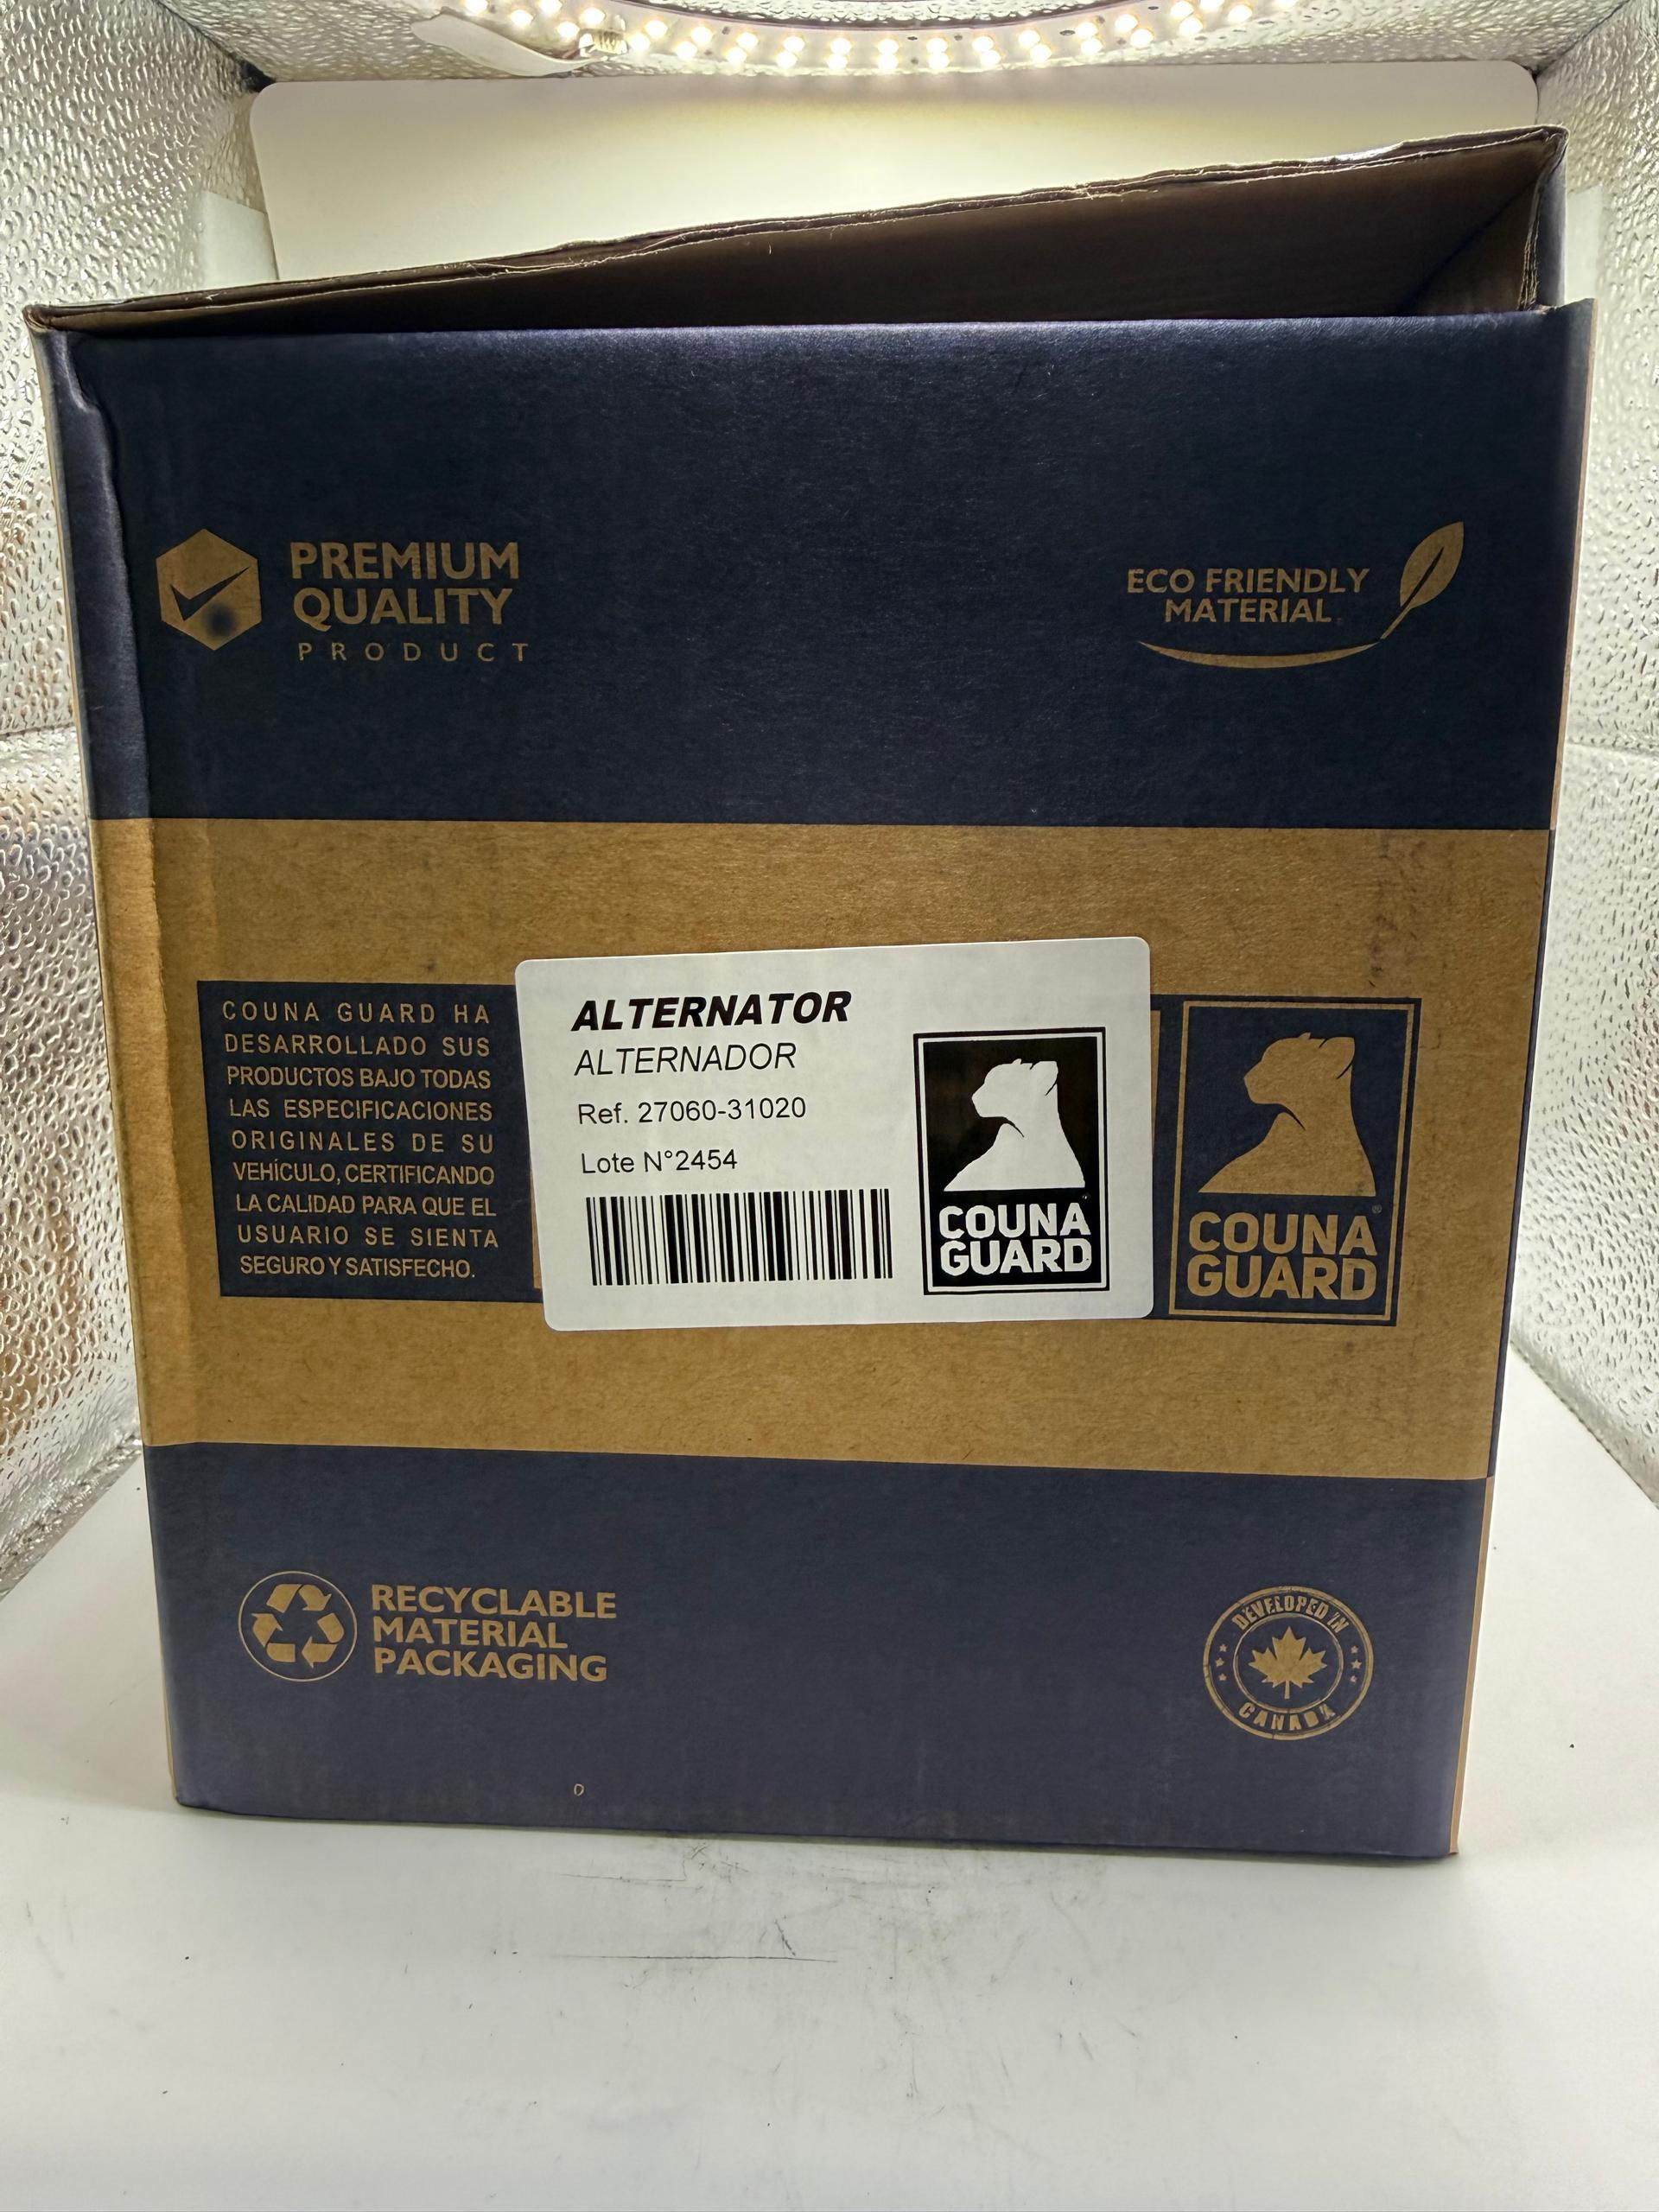 PREMIUM
QUALITY
PRODUCT
ECO FRIENDLY
MATERIAL
COUNA GUARD HA
DESARROLLADO SUS
PRODUCTOS BAJO TODAS
LAS ESPECIFICACIONES
ORIGINALES DE SU
VEHÍCULO, CERTIFICANDO
LA CALIDAD PARA QUE EL
USUARIO SE SIENTA
SEGURO Y SATISFECHO.
ALTERNATOR
ALTERNADOR
Ref. 27060-31020
Lote N°2454
COUNA
GUARD
COUNA
GUARD
RECYCLABLE
MATERIAL
PACKAGING
DEVELOPED IN
CANADA